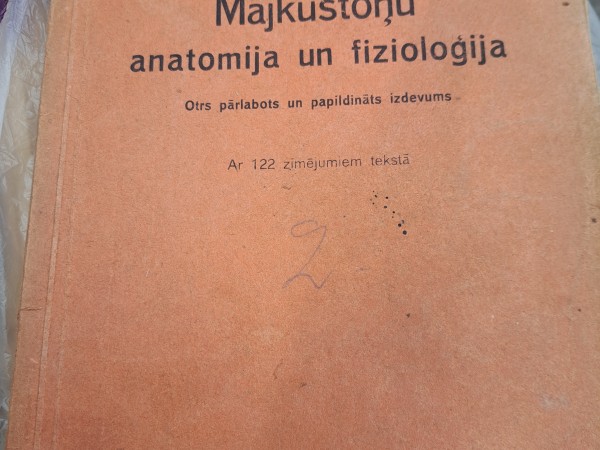 Majkustoņu
anatomija un fizioloģija
Otrs pārlabots un papildināts izdevums
Ar 122 zīmējumiem tekstā
2